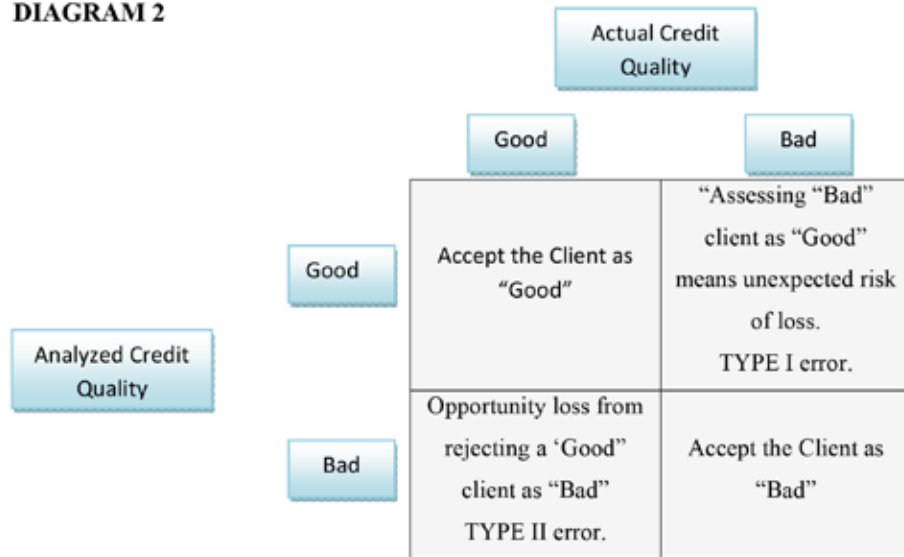 DIAGRAM 2
Actual Credit
Quality
Good
Bad
Good
Accept the Client as
“Good”
“Assessing “Bad”
client as “Good”
means unexpected risk
of loss.
TYPE I error.
Analyzed Credit
Quality
Bad
Opportunity loss from
rejecting a ‘Good”
client as “Bad”
TYPE II error.
Accept the Client as
“Bad”